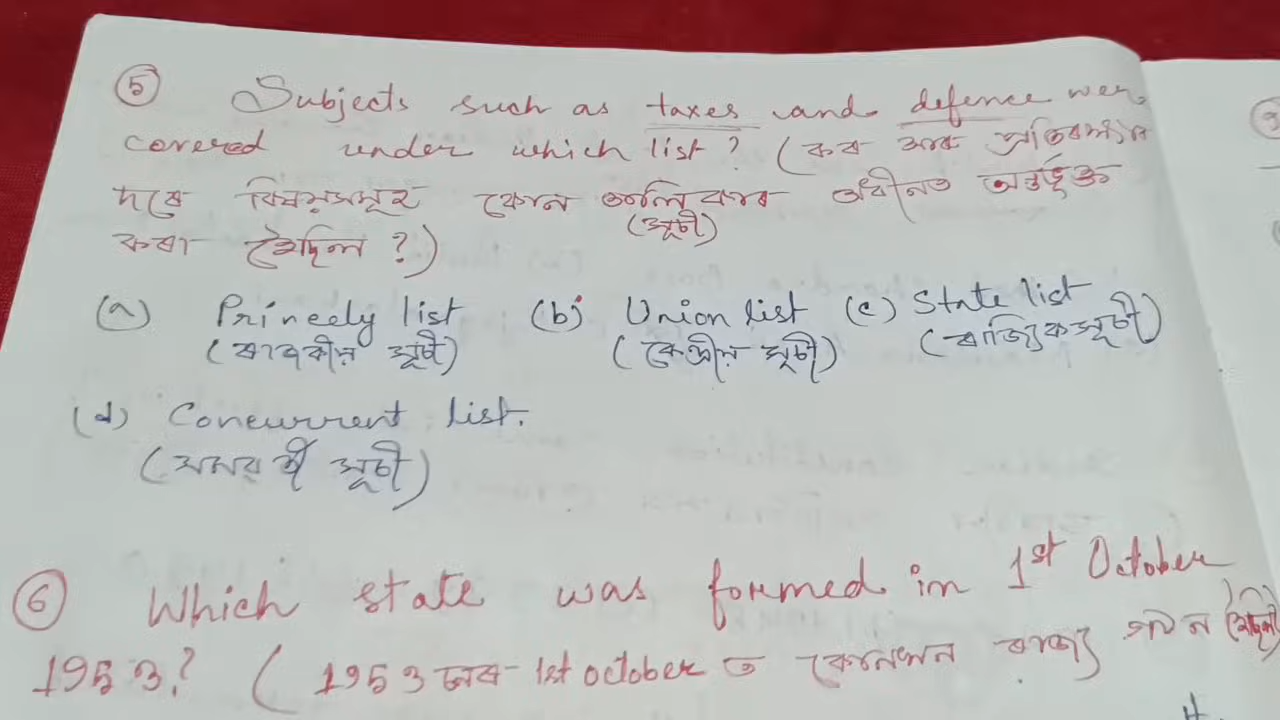 ⑤ Subjects such as taxes and defence were
covered under which list? (কৰ আৰু প্ৰতিৰক্ষাৰ
দৰে বিষয়সমূহ কোন তালিকাৰ অধীনত অন্তৰ্ভুক্ত
(সূচী)
কৰা হৈছিল ?)
(a) Princely list (b) Union list (c) State list
(ৰাজকীয় সূচী) (কেন্দ্ৰীয় সূচী) (ৰাজ্যিক সূচী)
(d) Concurrent list.
(সমৱৰ্তী সূচী)
⑥ Which state was formed in 1st October
1953? ( 1953 চনৰ 1st october ত কোনখন ৰাজ্য গঠন